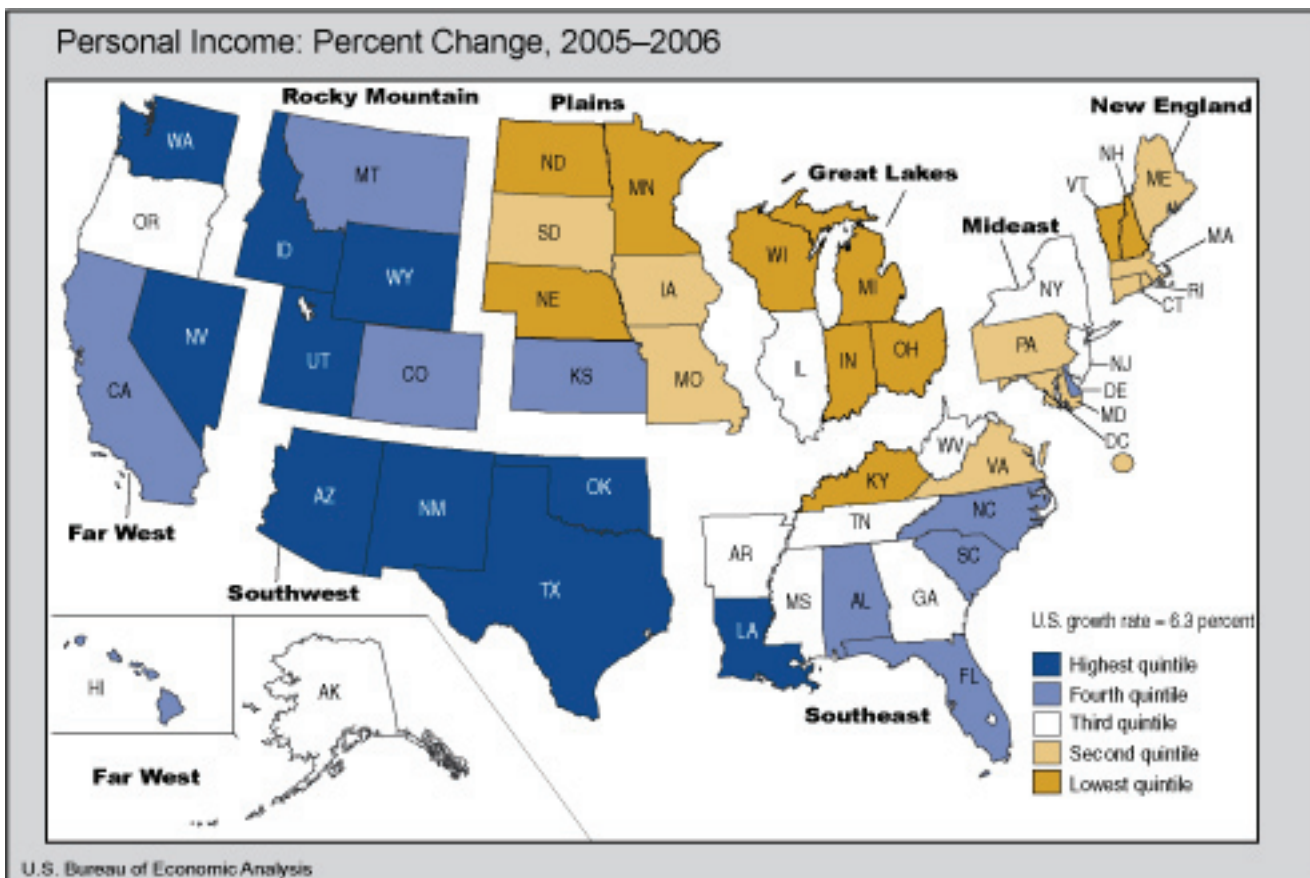 Personal Income: Percent Change, 2005–2006
Rocky Mountain
Plains
New England
Great Lakes
Mideast
WA
MT
ND
MN
NH
VT
ME
OR
ID
SD
WI
MA
WY
IA
MI
NY
RI
CT
NV
NE
PA
UT
CO
KS
MO
IL
IN
OH
NJ
CA
DE
MD
DC
WV
VA
KY
AZ
NM
OK
TN
NC
Far West
AR
SC
TX
MS
AL
GA
Southwest
LA
FL
U.S. growth rate = 6.3 percent
Highest quintile
Fourth quintile
Third quintile
Second quintile
Lowest quintile
HI
AK
Southeast
Far West
U.S. Bureau of Economic Analysis